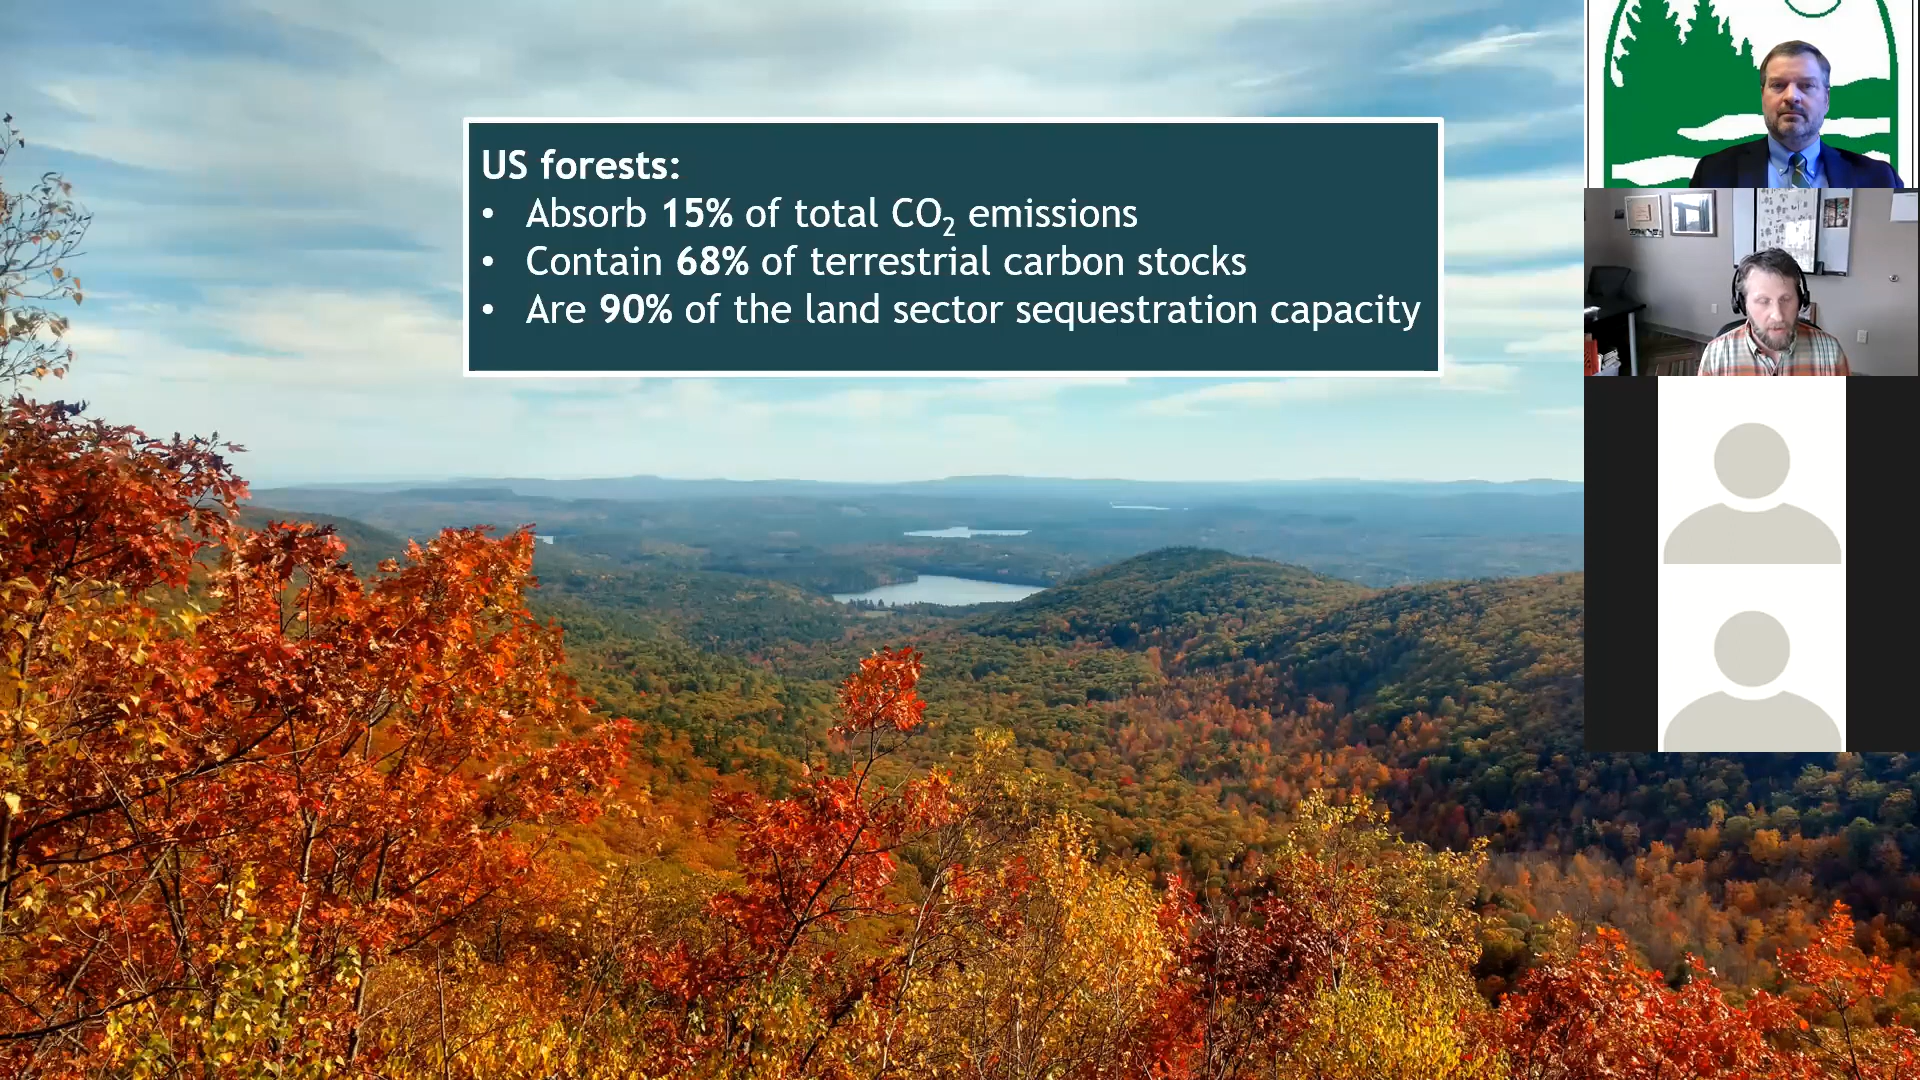 US forests:
• Absorb 15% of total CO₂ emissions
• Contain 68% of terrestrial carbon stocks
• Are 90% of the land sector sequestration capacity